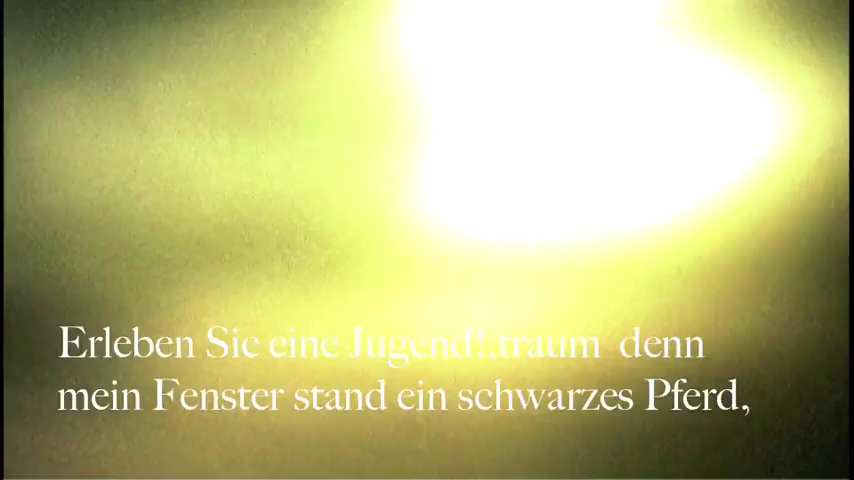 Erleben Sie eine Jugend!.traum denn
mein Fenster stand ein schwarzes Pferd,